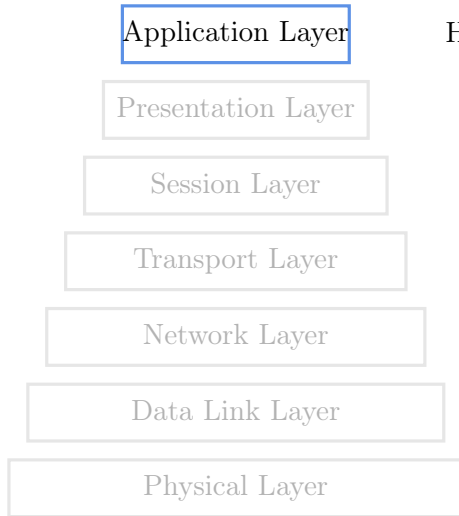 Application Layer
Presentation Layer
Session Layer
Transport Layer
Network Layer
Data Link Layer
Physical Layer